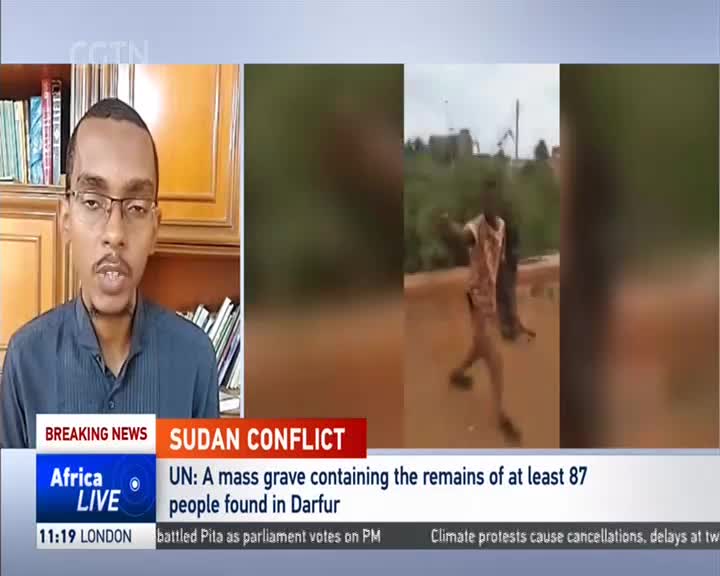 CGTN
BREAKING NEWS
SUDAN CONFLICT
Africa
LIVE
UN: A mass grave containing the remains of at least 87
people found in Darfur
11:19 LONDON
battled Pita as parliament votes on PM
Climate protests cause cancellations, delays at tw